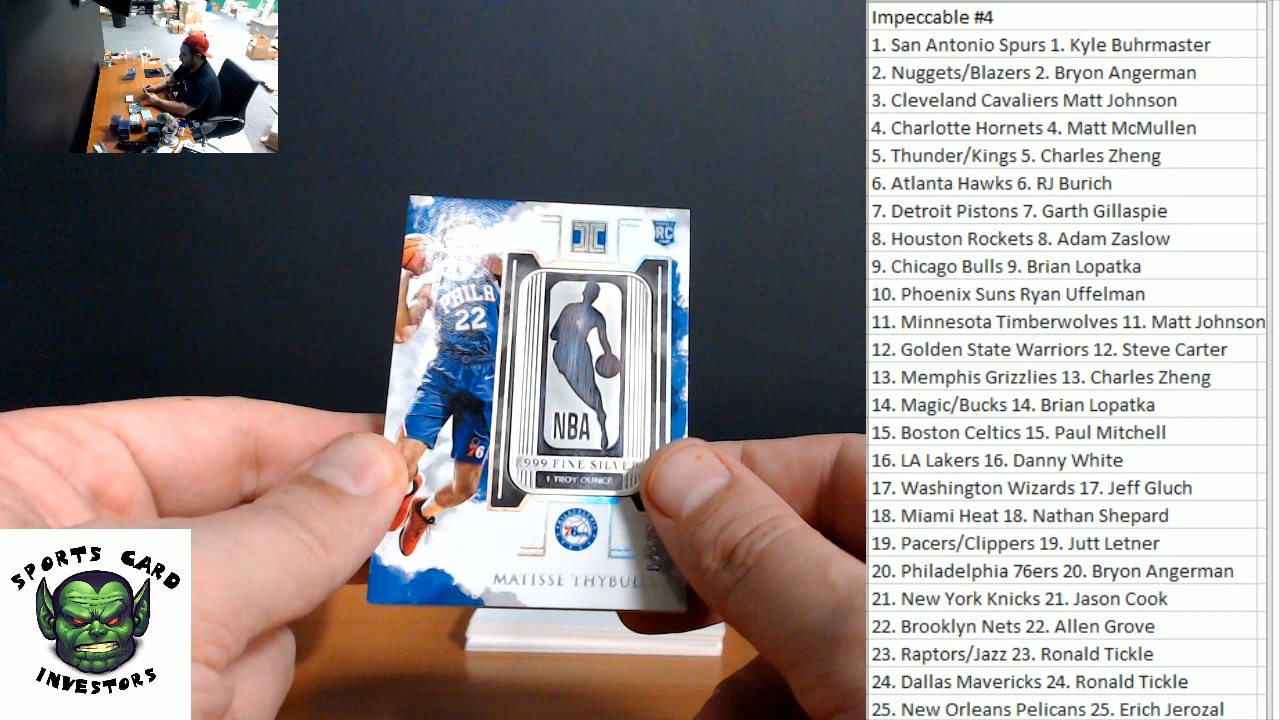 Impeccable #4
1. San Antonio Spurs 1. Kyle Buhrmaster
2. Nuggets/Blazers 2. Bryon Angerman
3. Cleveland Cavaliers Matt Johnson
4. Charlotte Hornets 4. Matt McMullen
5. Thunder/Kings 5. Charles Zheng
6. Atlanta Hawks 6. RJ Burich
7. Detroit Pistons 7. Garth Gillaspie
8. Houston Rockets 8. Adam Zaslow
9. Chicago Bulls 9. Brian Lopatka
10. Phoenix Suns Ryan Uffelman
11. Minnesota Timberwolves 11. Matt Johnson
12. Golden State Warriors 12. Steve Carter
13. Memphis Grizzlies 13. Charles Zheng
14. Magic/Bucks 14. Brian Lopatka
15. Boston Celtics 15. Paul Mitchell
16. LA Lakers 16. Danny White
17. Washington Wizards 17. Jeff Gluch
18. Miami Heat 18. Nathan Shepard
19. Pacers/Clippers 19. Jutt Letner
20. Philadelphia 76ers 20. Bryon Angerman
21. New York Knicks 21. Jason Cook
22. Brooklyn Nets 22. Allen Grove
23. Raptors/Jazz 23. Ronald Tickle
24. Dallas Mavericks 24. Ronald Tickle
25. New Orleans Pelicans 25. Erich Jerozal
RC
PHILA
22
76
NBA
.999 FINE SILVER
1 TROY OUNCE
PHILADELPHIA
76ers
MATISSE THYBULL
SPORTS CARD
INVESTORS